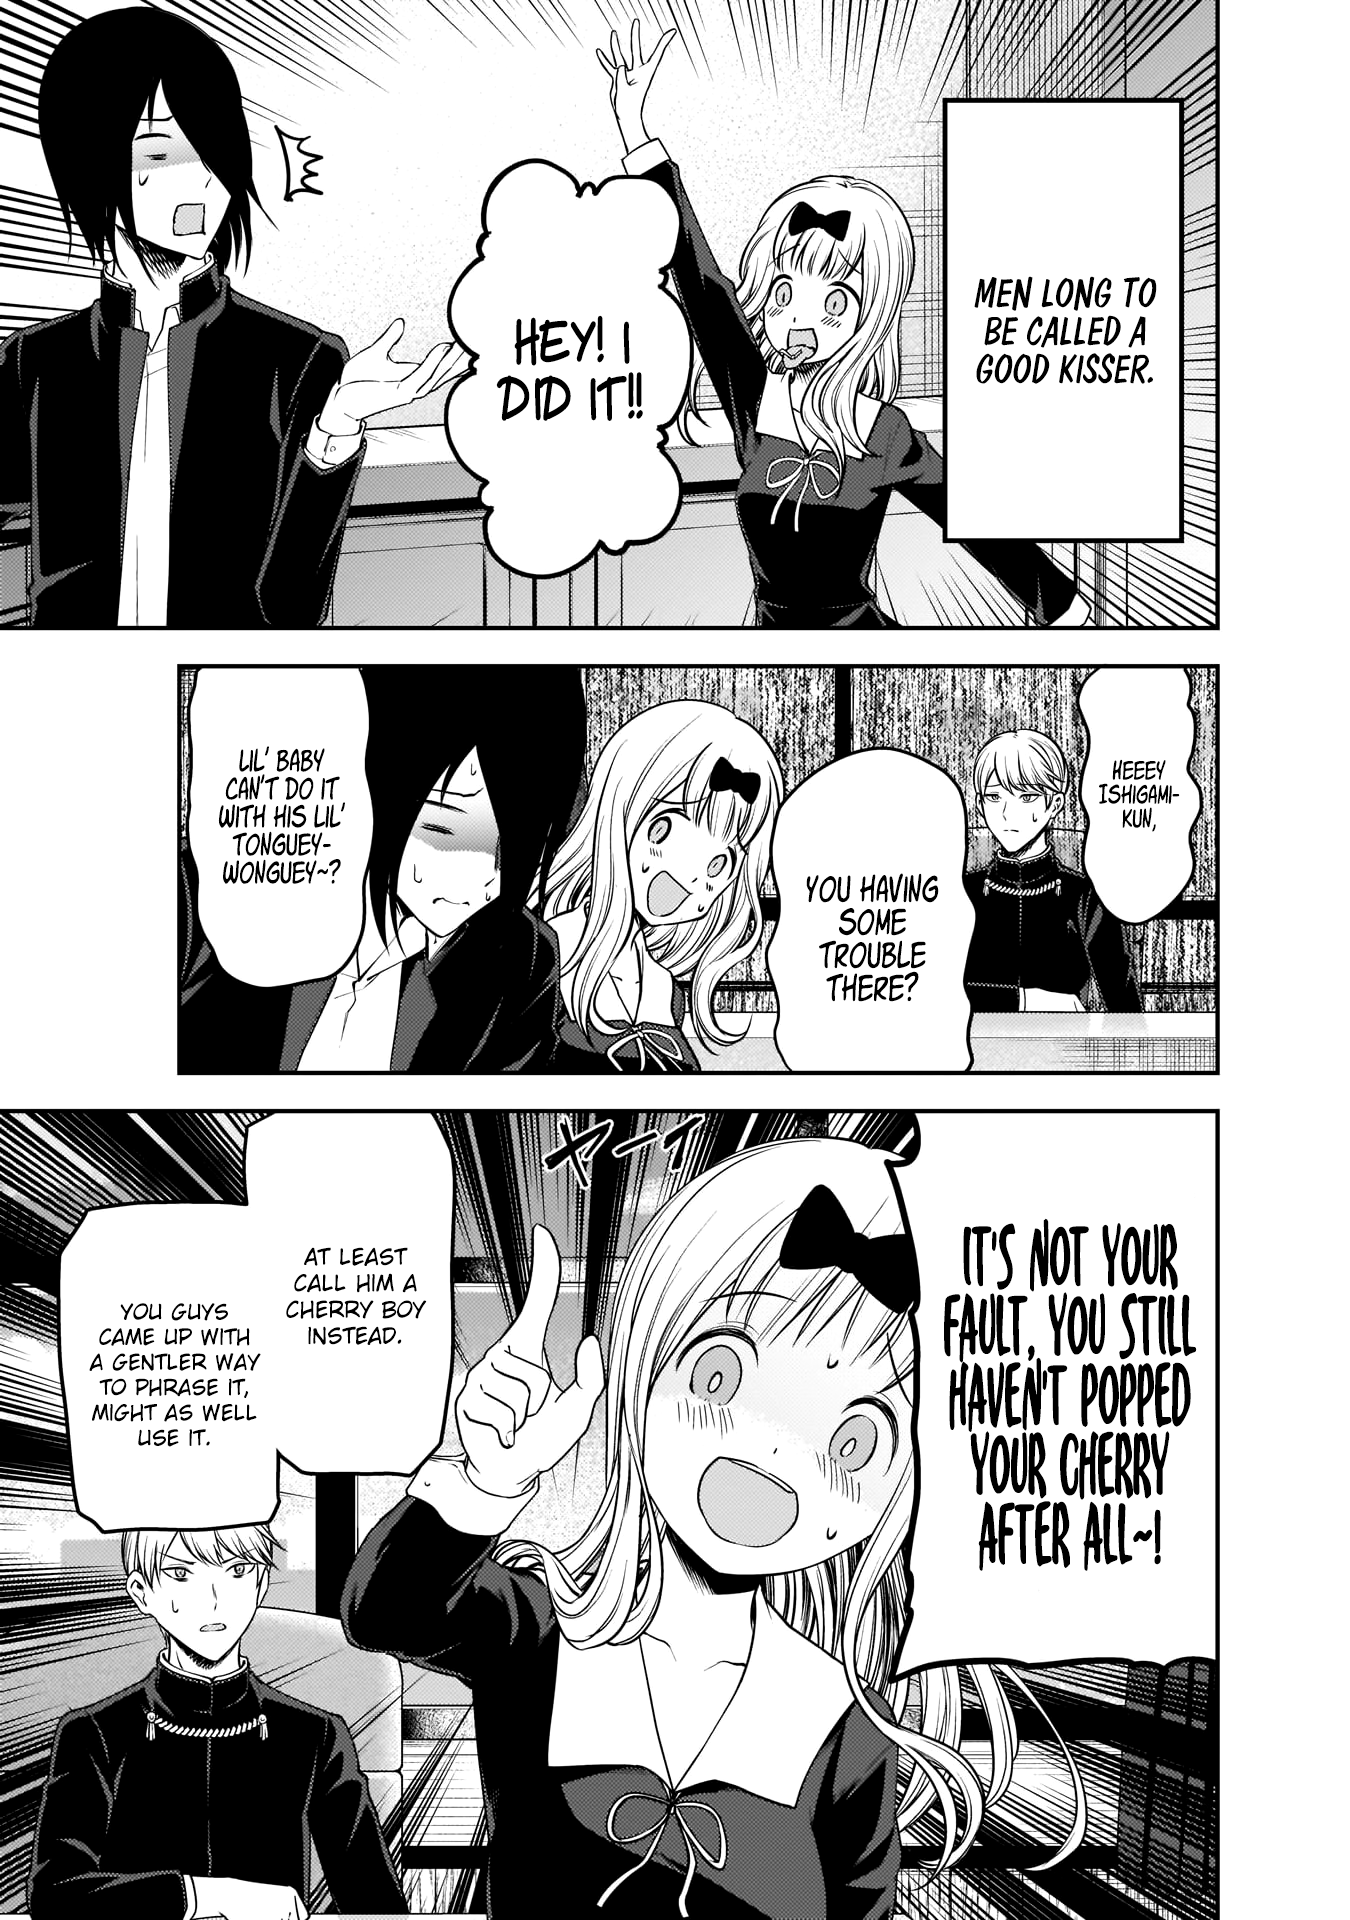 MEN LONG TO
BE CALLED A
GOOD KISSER.
HEY! I
DID IT!!
HEEEY
ISHIGAMI-
KUN,
YOU HAVING
SOME
TROUBLE
THERE?
LIL' BABY
CAN'T DO IT
WITH HIS LIL'
TONGUEY-
WONGUEY~?
IT'S NOT YOUR
FAULT, YOU STILL
HAVEN'T POPPED
YOUR CHERRY
AFTER ALL~!
ヤーイ
AT LEAST
CALL HIM A
CHERRY BOY
INSTEAD.
YOU GUYS
CAME UP WITH
A GENTLER WAY
TO PHRASE IT,
MIGHT AS WELL
USE IT.